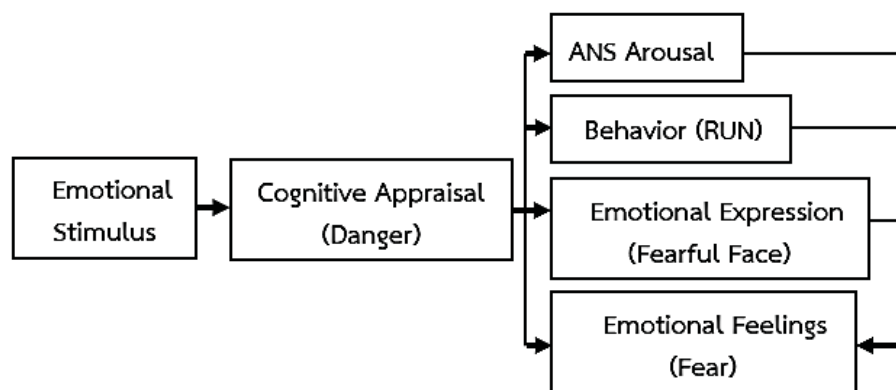 ANS Arousal
Behavior (RUN)
Emotional
Stimulus
Cognitive Appraisal
(Danger)
Emotional Expression
(Fearful Face)
Emotional Feelings
(Fear)